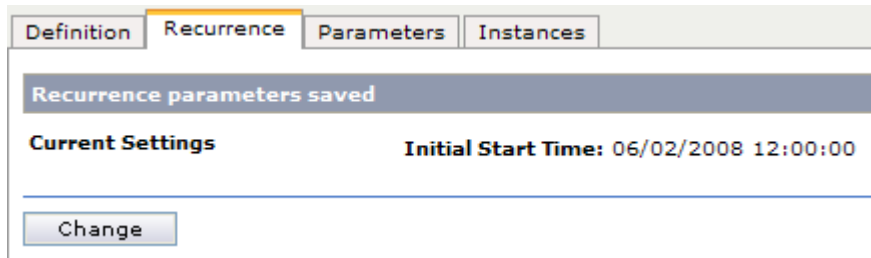 Definition Recurrence Parameters Instances
Recurrence parameters saved
Current Settings Initial Start Time: 06/02/2008 12:00:00
Change